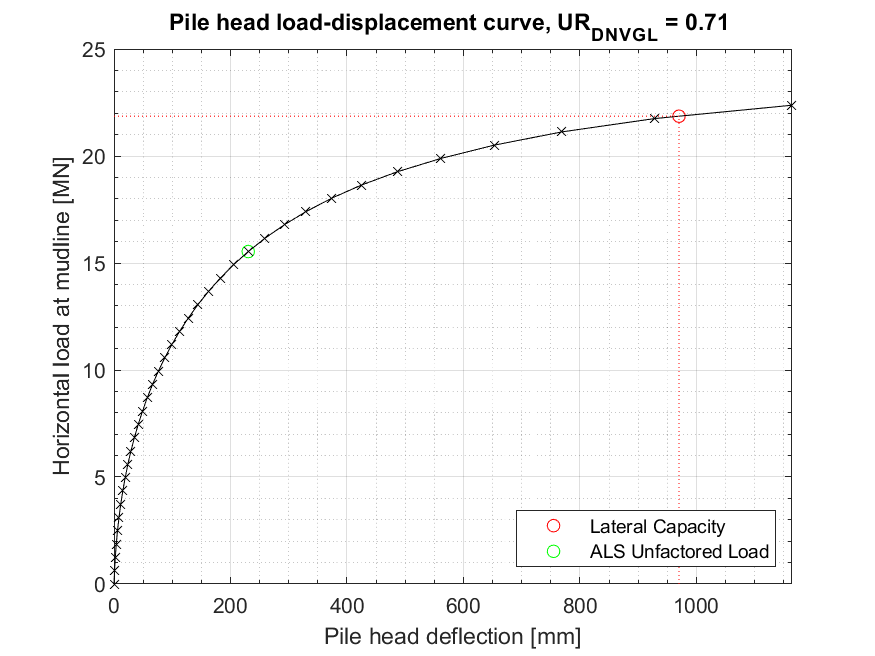 Pile head load-displacement curve, UR_DNVGL = 0.71
25
20
15
10
5
0
Horizontal load at mudline [MN]
0 200 400 600 800 1000
Pile head deflection [mm]
Lateral Capacity
ALS Unfactored Load